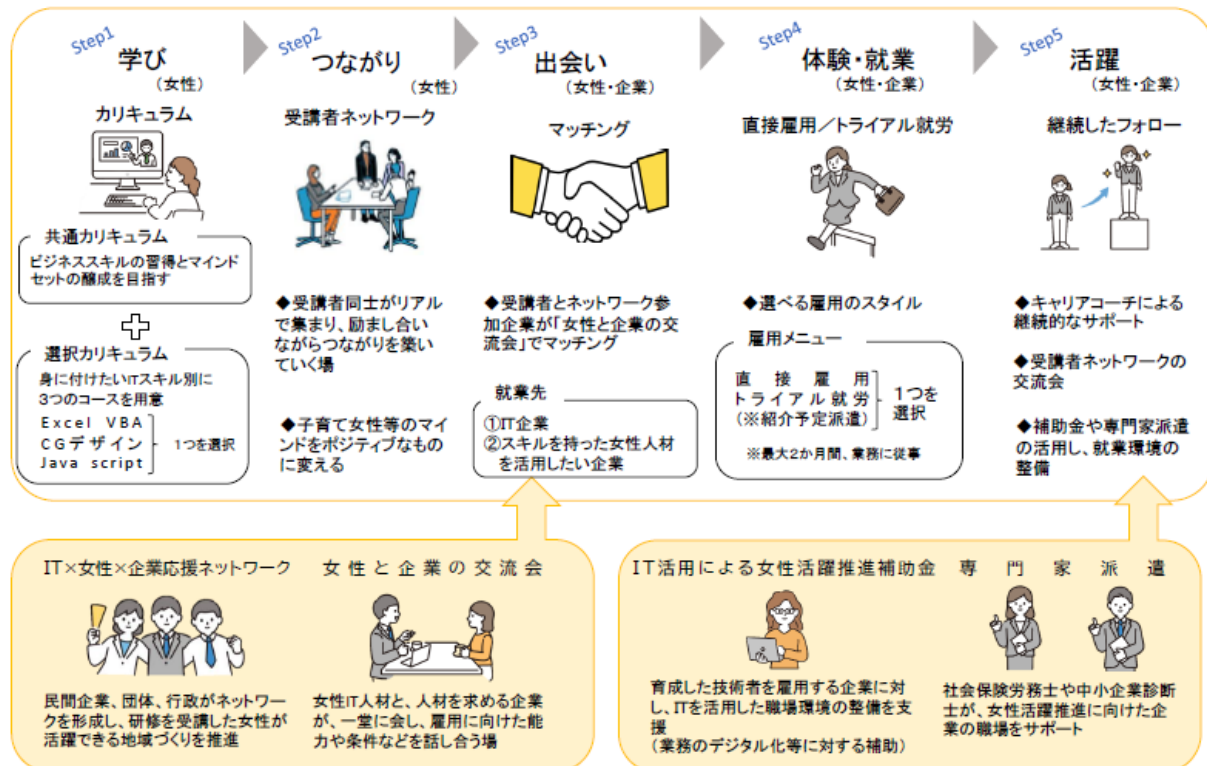 Step1
学び
(女性)
カリキュラム
共通カリキュラム
ビジネススキルの習得とマインド
セットの醸成を目指す
選択カリキュラム
身に付けたいITスキル別に
3つのコースを用意
Excel VBA
CGデザイン
Java script
1つを選択
Step2
つながり
(女性)
受講者ネットワーク
◆受講者同士がリアル
で集まり、励まし合い
ながらつながりを築い
ていく場
◆子育て女性等のマイ
ンドをポジティブなもの
に変える
Step3
出会い
(女性・企業)
マッチング
◆受講者とネットワーク参
加企業が「女性と企業の交
流会」でマッチング
就業先
①IT企業
②スキルを持った女性人材
を活用したい企業
Step4
体験・就業
(女性・企業)
直接雇用/トライアル就労
◆選べる雇用のスタイル
雇用メニュー
直接雇用
トライアル就労
(※紹介予定派遣)
1つを
選択
※最大2か月間、業務に従事
Step5
活躍
(女性・企業)
継続したフォロー
◆キャリアコーチによる
継続的なサポート
◆受講者ネットワークの
交流会
◆補助金や専門家派遣
の活用し、就業環境の
整備
IT×女性×企業応援ネットワーク
民間企業、団体、行政がネットワー
クを形成し、研修を受講した女性が
活躍できる地域づくりを推進
女性と企業の交流会
女性IT人材と、人材を求める企業
が、一堂に会し、雇用に向けた能
力や条件などを話し合う場
IT活用による女性活躍推進補助金
育成した技術者を雇用する企業に対
し、ITを活用した職場環境の整備を支
援
(業務のデジタル化等に対する補助)
専門家派遣
社会保険労務士や中小企業診断
士が、女性活躍推進に向けた企
業の職場をサポート